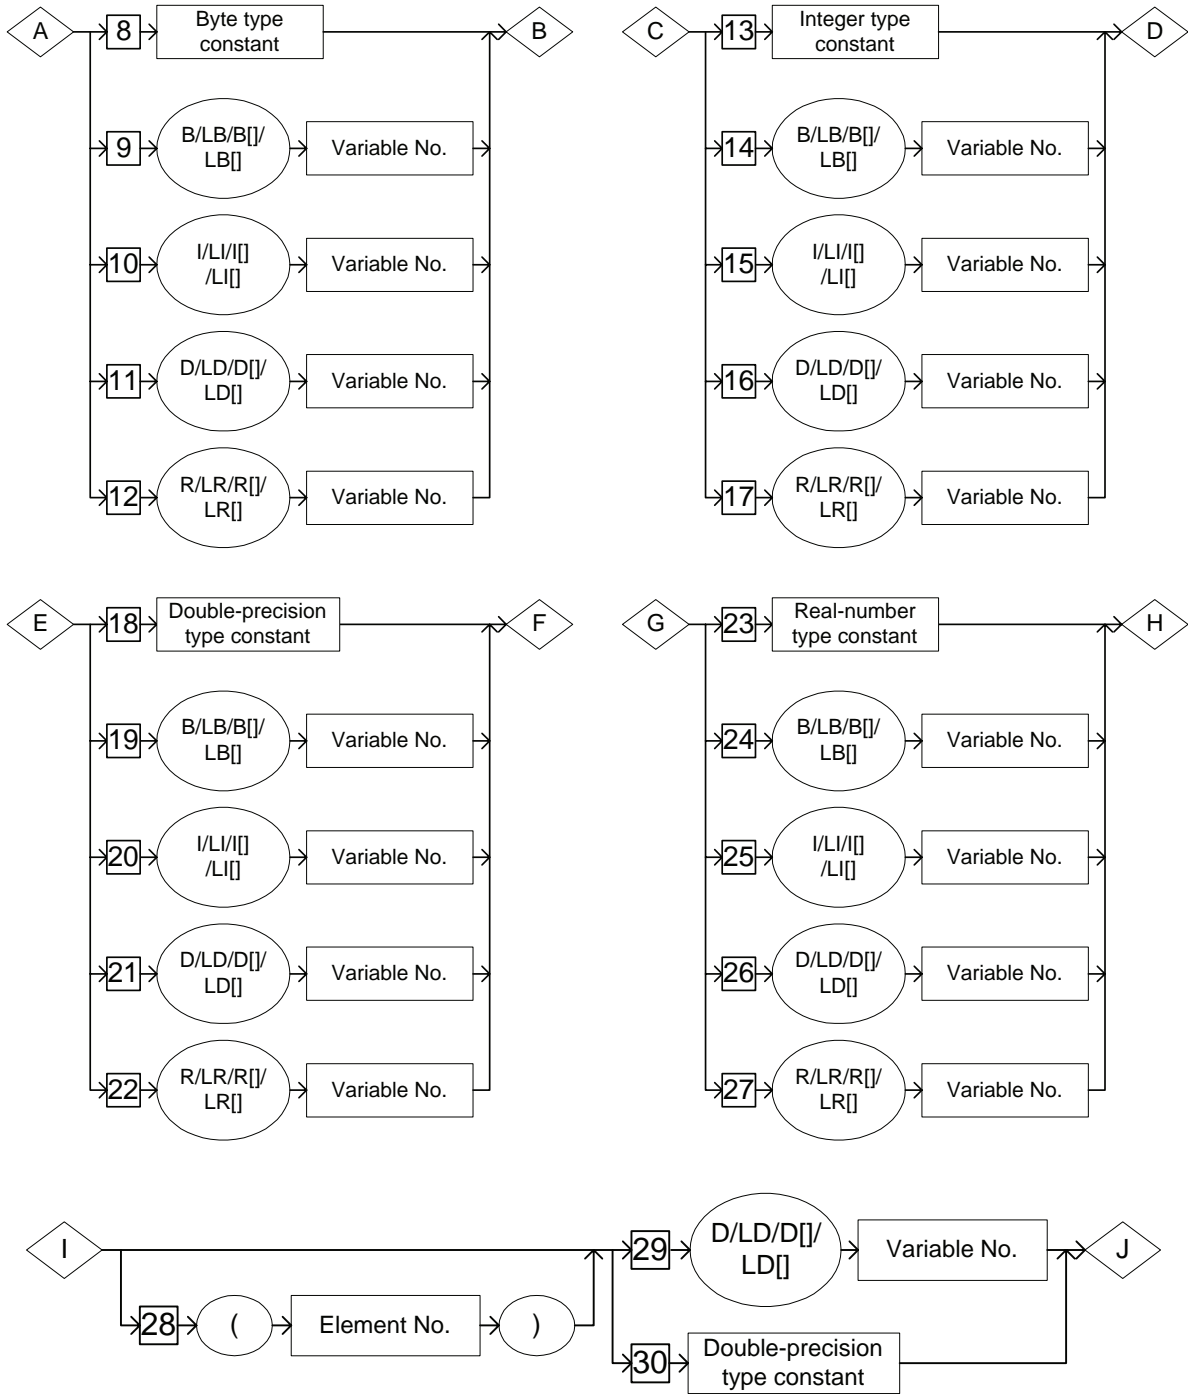 A
8
Byte type
constant
B
9
B/LB/B[]/
LB[]
Variable No.
10
I/LI/I[]
/LI[]
Variable No.
11
D/LD/D[]/
LD[]
Variable No.
12
R/LR/R[]/
LR[]
Variable No.
C
13
Integer type
constant
D
14
B/LB/B[]/
LB[]
Variable No.
15
I/LI/I[]
/LI[]
Variable No.
16
D/LD/D[]/
LD[]
Variable No.
17
R/LR/R[]/
LR[]
Variable No.
E
18
Double-precision
type constant
F
19
B/LB/B[]/
LB[]
Variable No.
20
I/LI/I[]
/LI[]
Variable No.
21
D/LD/D[]/
LD[]
Variable No.
22
R/LR/R[]/
LR[]
Variable No.
G
23
Real-number
type constant
H
24
B/LB/B[]/
LB[]
Variable No.
25
I/LI/I[]
/LI[]
Variable No.
26
D/LD/D[]/
LD[]
Variable No.
27
R/LR/R[]/
LR[]
Variable No.
I
28
(
Element No.
)
29
D/LD/D[]/
LD[]
Variable No.
J
30
Double-precision
type constant